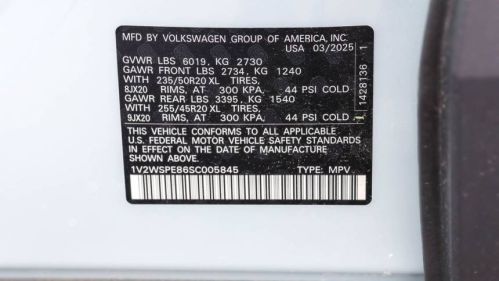 MFD BY VOLKSWAGEN GROUP OF AMERICA, INC.
USA 03/2025
GVWR LBS 6019, KG 2730
GAWR FRONT LBS 2734, KG 1240
WITH 235/50R20 XL TIRES,
8JX20 RIMS, AT 300 KPA, 44 PSI COLD
GAWR REAR LBS 3395, KG 1540
WITH 255/45R20 XL TIRES,
9JX20 RIMS, AT 300 KPA, 44 PSI COLD
THIS VEHICLE CONFORMS TO ALL APPLICABLE
U.S. FEDERAL MOTOR VEHICLE SAFETY STANDARDS
IN EFFECT ON THE DATE OF MANUFACTURE
SHOWN ABOVE.
1V2WSPE86SC005845 TYPE: MPV
1 1428136 1